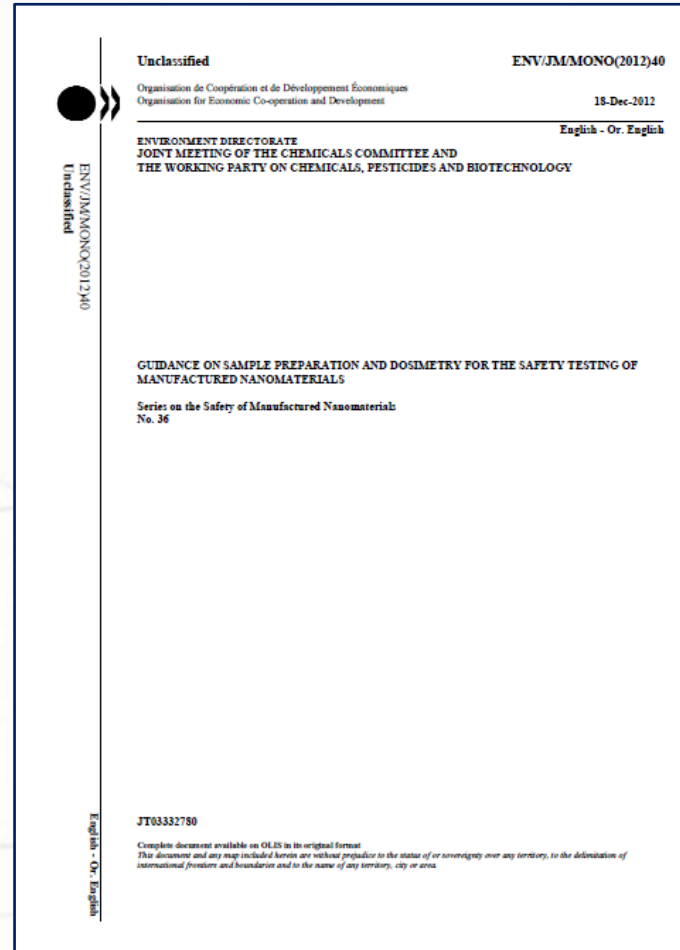 Unclassified ENV/JM/MONO(2012)40
Organisation de Coopération et de Développement Économiques
Organisation for Economic Co-operation and Development 18-Dec-2012
English - Or. English
ENVIRONMENT DIRECTORATE
JOINT MEETING OF THE CHEMICALS COMMITTEE AND
THE WORKING PARTY ON CHEMICALS, PESTICIDES AND BIOTECHNOLOGY
ENV/JM/MONO(2012)40
Unclassified
GUIDANCE ON SAMPLE PREPARATION AND DOSIMETRY FOR THE SAFETY TESTING OF
MANUFACTURED NANOMATERIALS
Series on the Safety of Manufactured Nanomaterials
No. 36
JT03332780
Complete document available on OLIS in its original format
This document and any map included herein are without prejudice to the status of or sovereignty over any territory, to the delimitation of
international frontiers and boundaries and to the name of any territory, city or area.
English - Or. English